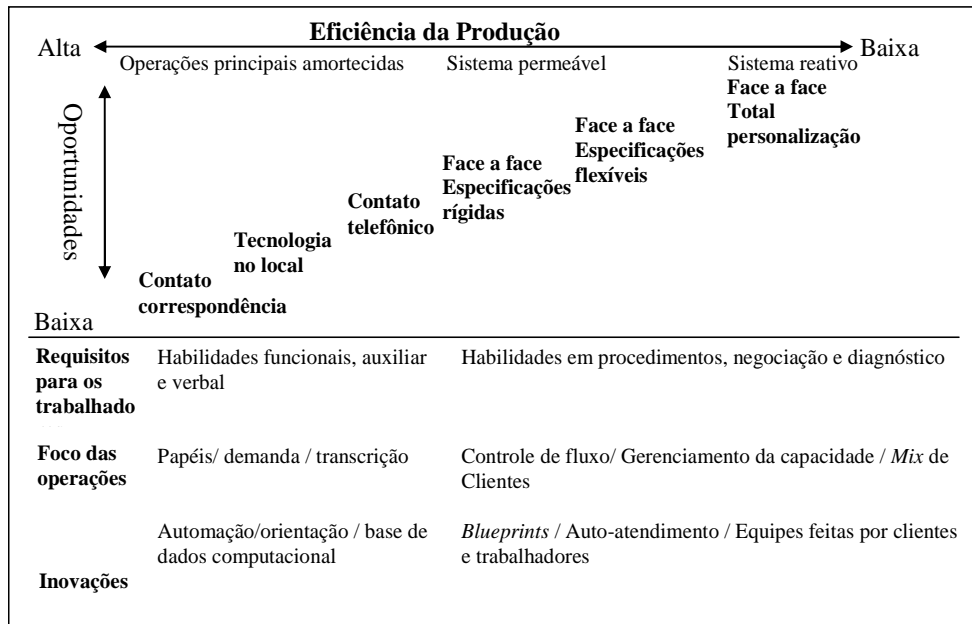 Eficiência da Produção
Alta
Baixa
Operações principais amortecidas
Sistema permeável
Sistema reativo
Oportunidades
Face a face
Total
personalização
Face a face
Especificações
flexíveis
Face a face
Especificações
rígidas
Contato
telefônico
Tecnologia
no local
Contato
correspondência
Baixa
Requisitos
para os
trabalhado
Habilidades funcionais, auxiliar
e verbal
Habilidades em procedimentos, negociação e diagnóstico
Foco das
operações
Papéis/ demanda / transcrição
Controle de fluxo/ Gerenciamento da capacidade / Mix de
Clientes
Inovações
Automação/orientação / base de
dados computacional
Blueprints / Auto-atendimento / Equipes feitas por clientes
e trabalhadores